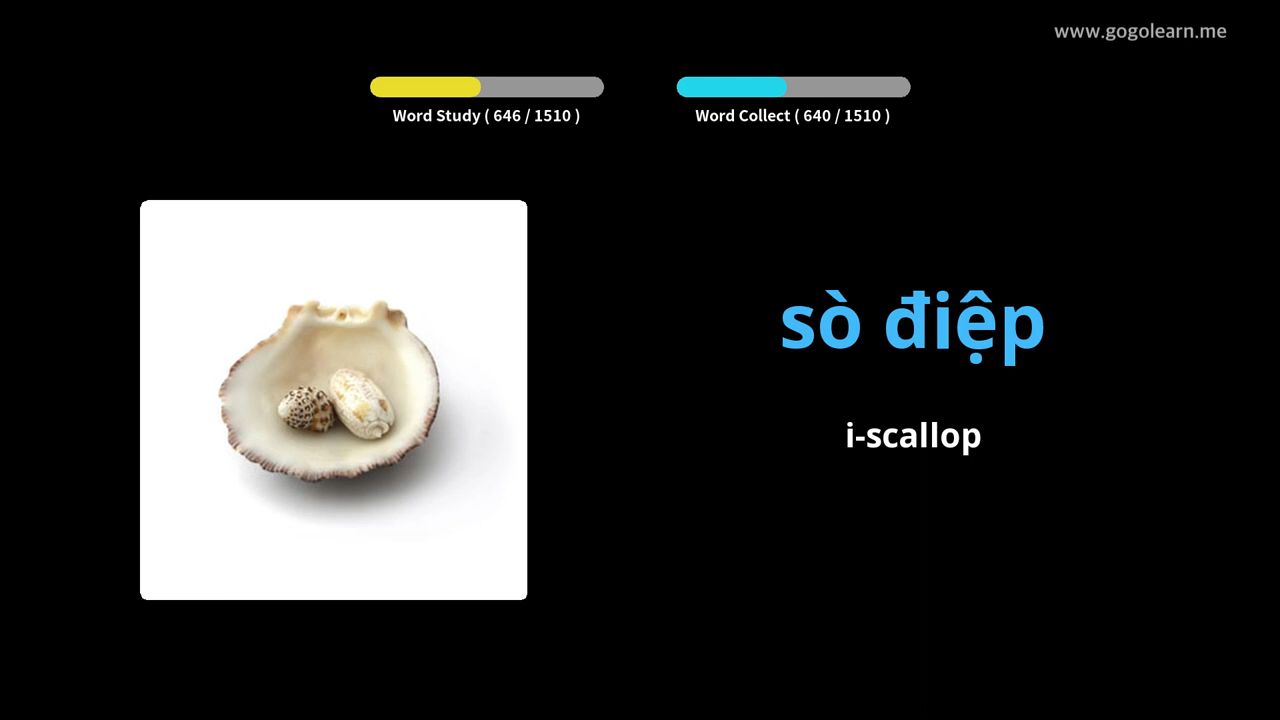 www.gogolearn.me
Word Study ( 646 / 1510 )
Word Collect ( 640 / 1510 )
sò điệp
i-scallop